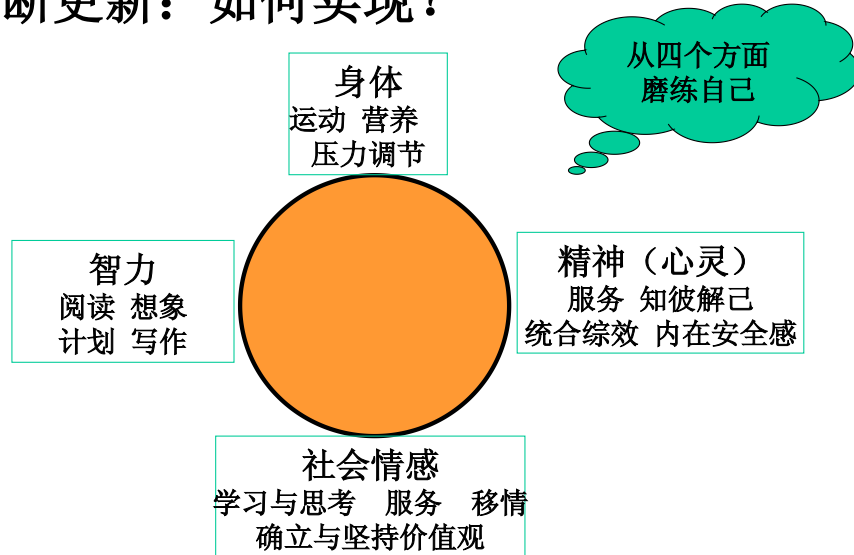 断更新：如何实现？
从四个方面
磨练自己
身体
运动 营养
压力调节
智力
阅读 想象
计划 写作
精神（心灵）
服务 知彼解己
统合综效 内在安全感
社会情感
学习与思考 服务 移情
确立与坚持价值观